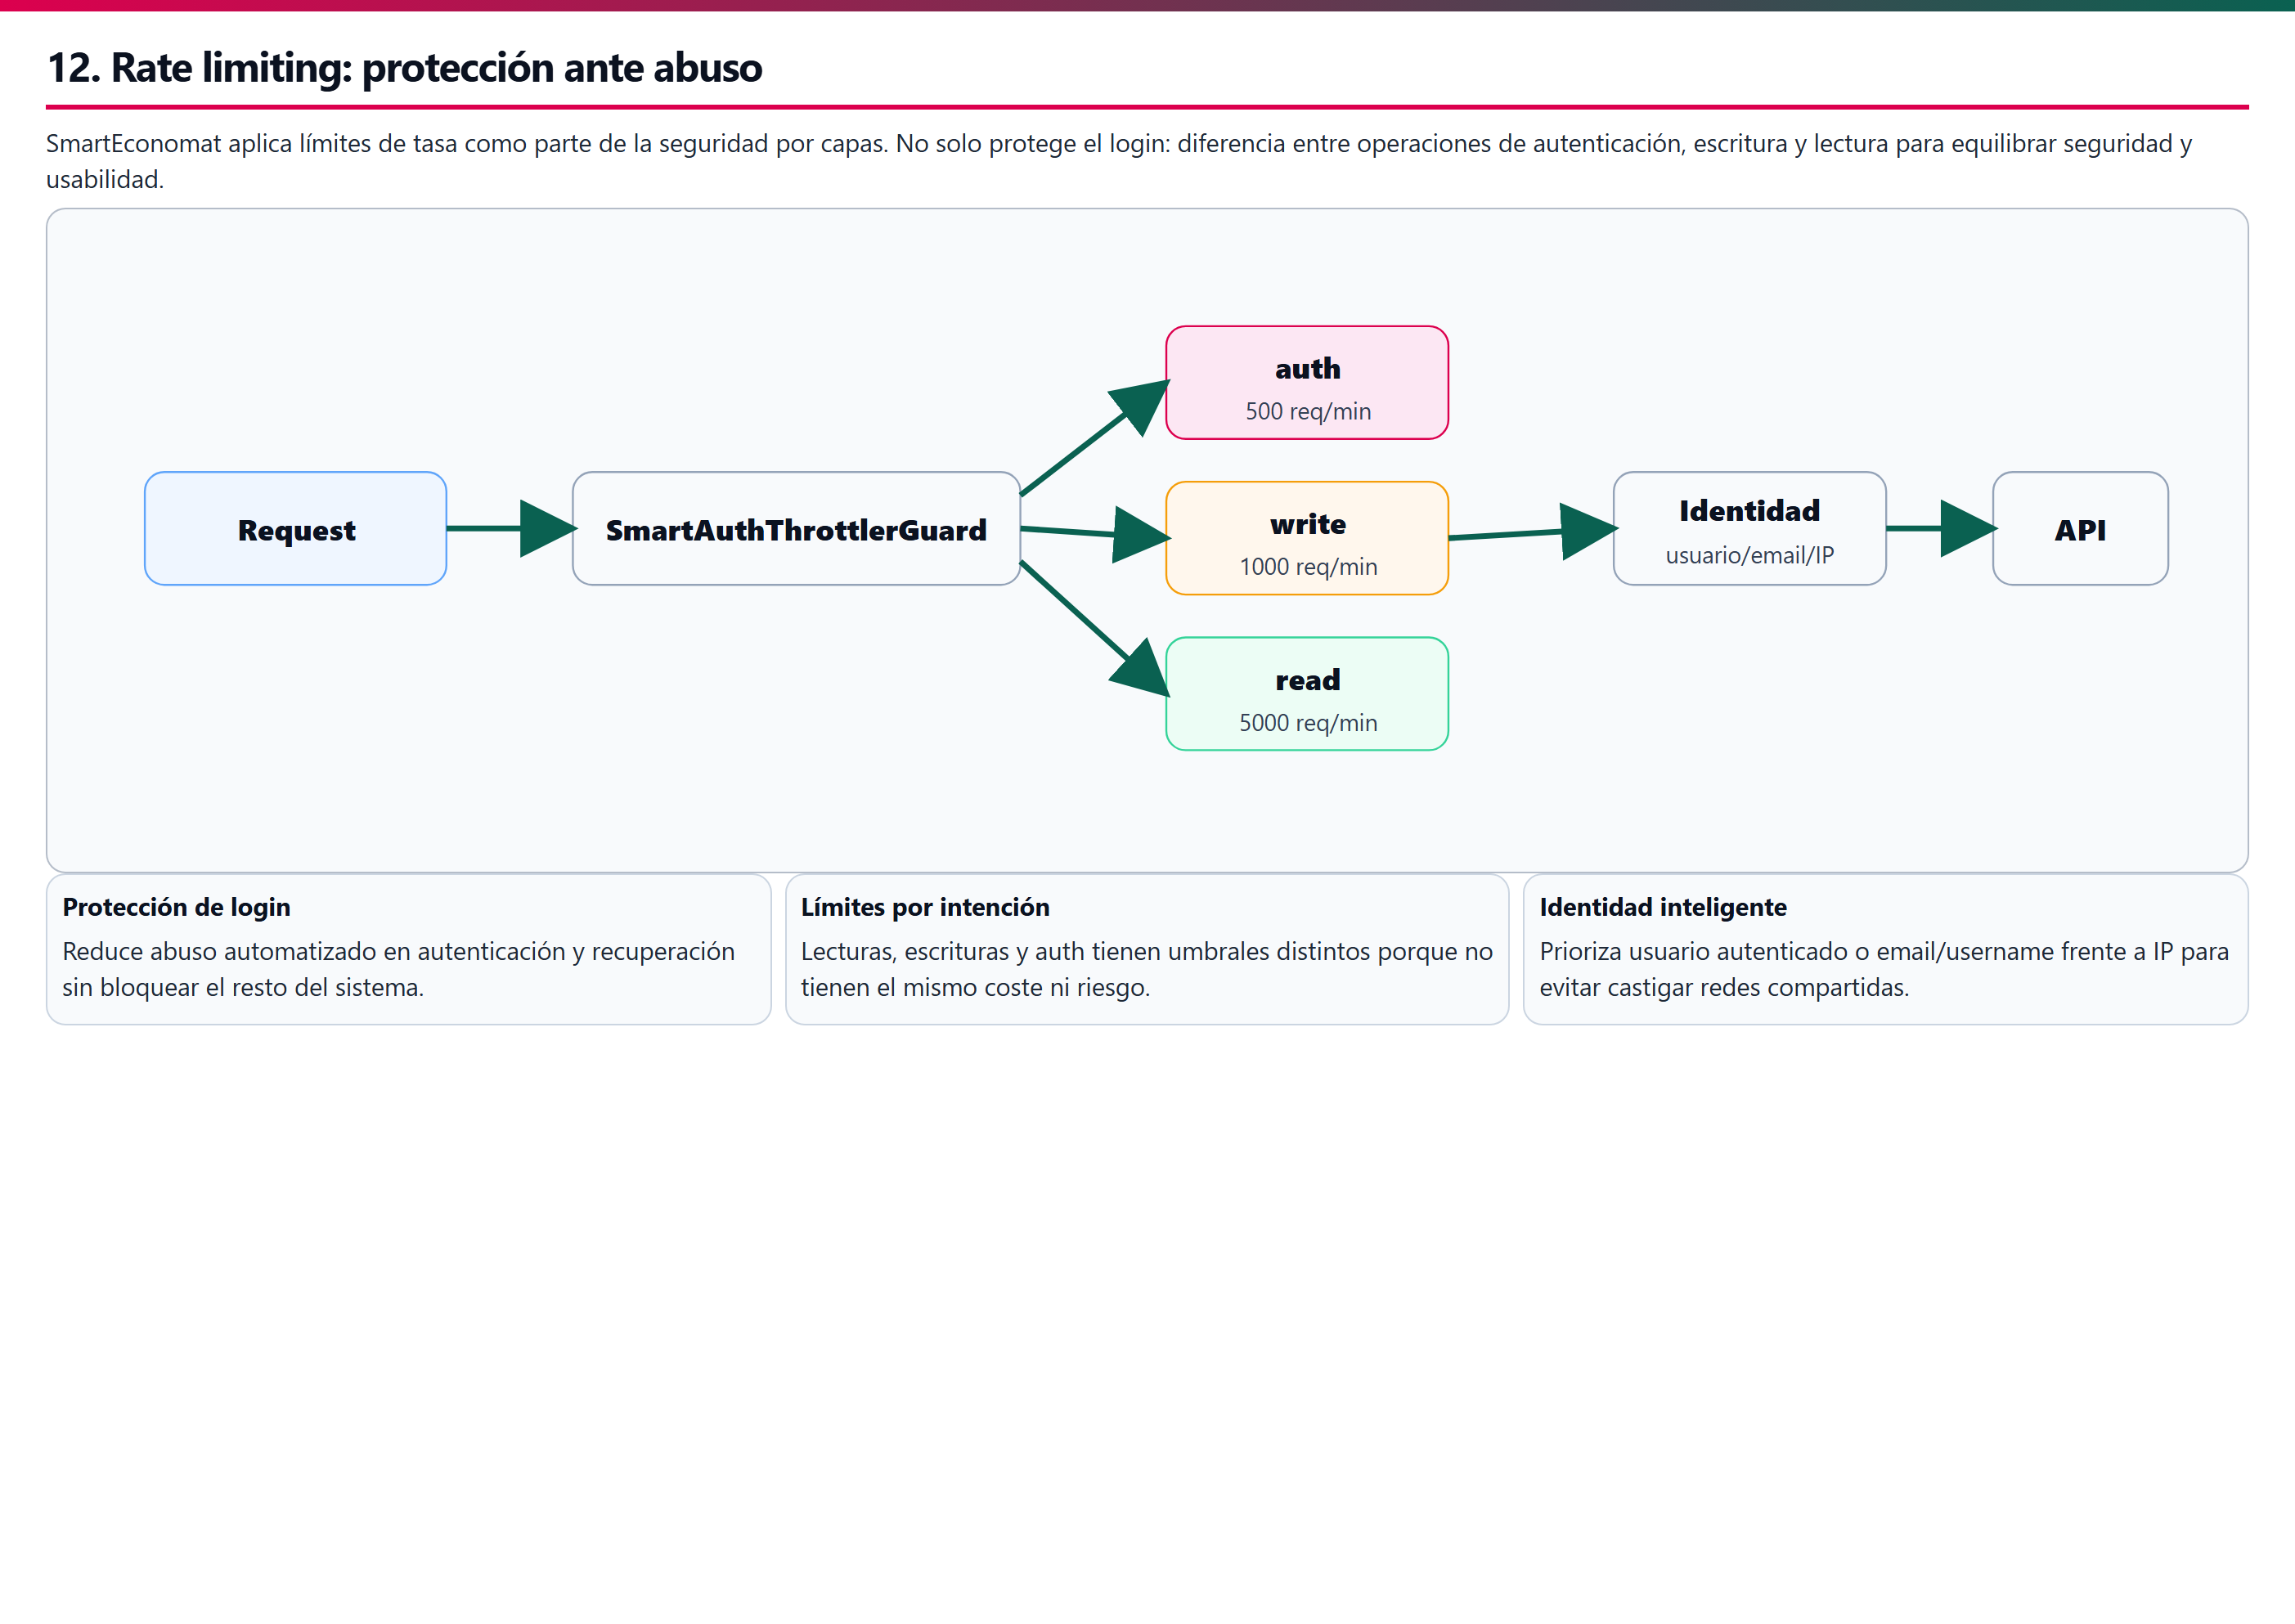 12. Rate limiting: protección ante abuso
SmartEconomat aplica límites de tasa como parte de la seguridad por capas. No solo protege el login: diferencia entre operaciones de autenticación, escritura y lectura para equilibrar seguridad y
usabilidad.
auth
500 req/min
Request
SmartAuthThrottlerGuard
write
1000 req/min
Identidad
usuario/email/IP
API
read
5000 req/min
Protección de login
Reduce abuso automatizado en autenticación y recuperación
sin bloquear el resto del sistema.
Límites por intención
Lecturas, escrituras y auth tienen umbrales distintos porque no
tienen el mismo coste ni riesgo.
Identidad inteligente
Prioriza usuario autenticado o email/username frente a IP para
evitar castigar redes compartidas.